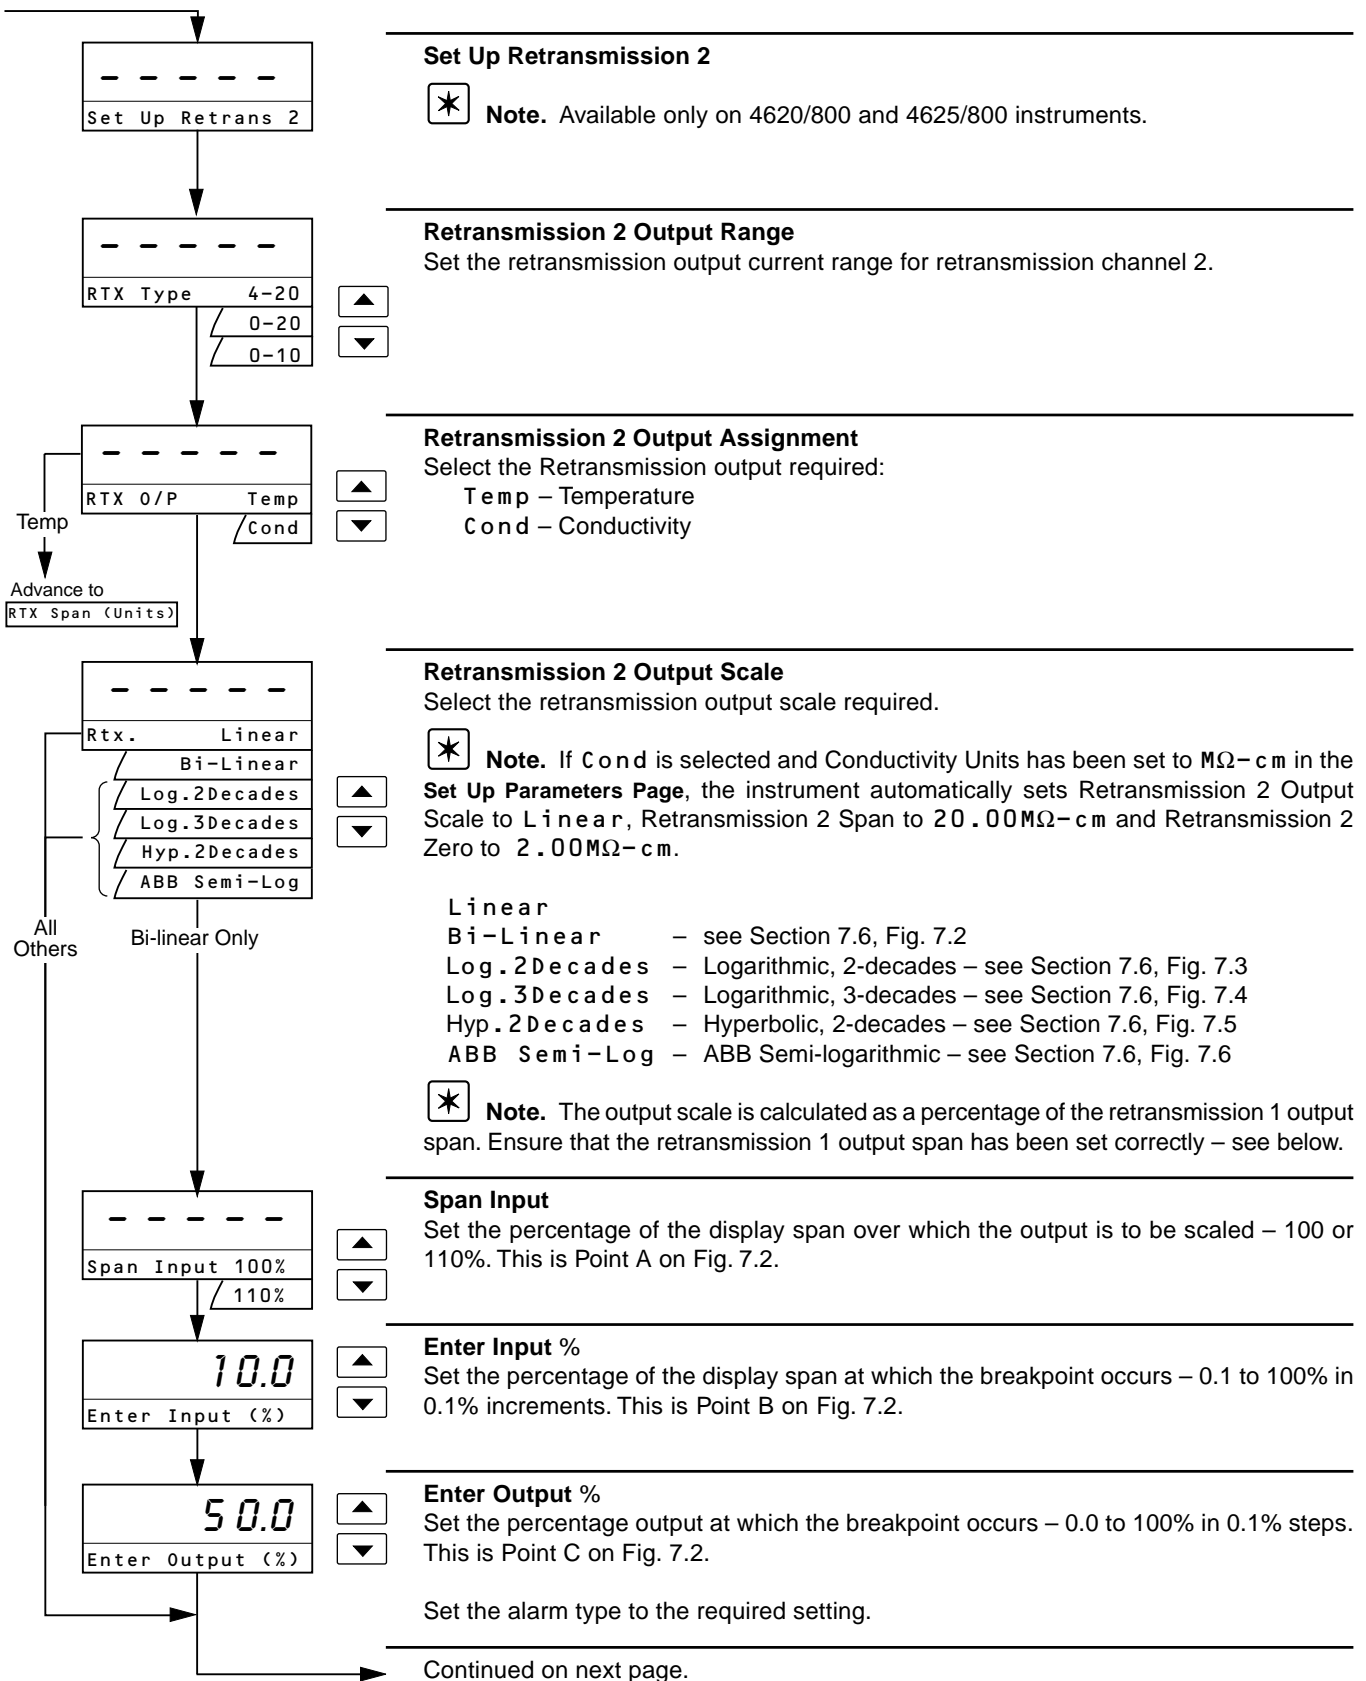 Set Up Retransmission 2
Note. Available only on 4620/800 and 4625/800 instruments.
– – – – –
Set Up Retrans 2
Retransmission 2 Output Range
Set the retransmission output current range for retransmission channel 2.
– – – – –
RTX Type 4–20
0–20
0–10
Retransmission 2 Output Assignment
Select the Retransmission output required:
Temp – Temperature
Cond – Conductivity
– – – – –
RTX O/P Temp
Cond
Temp
Advance to
RTX Span (Units)
Retransmission 2 Output Scale
Select the retransmission output scale required.
Note. If Cond is selected and Conductivity Units has been set to MΩ–cm in the
Set Up Parameters Page, the instrument automatically sets Retransmission 2 Output
Scale to Linear, Retransmission 2 Span to 20.00MΩ–cm and Retransmission 2
Zero to 2.00MΩ–cm.
– – – – –
Rtx. Linear
Bi–Linear
Log.2Decades
Log.3Decades
Hyp.2Decades
ABB Semi–Log
All
Others
Bi-linear Only
Linear
Bi–Linear – see Section 7.6, Fig. 7.2
Log.2Decades – Logarithmic, 2-decades – see Section 7.6, Fig. 7.3
Log.3Decades – Logarithmic, 3-decades – see Section 7.6, Fig. 7.4
Hyp.2Decades – Hyperbolic, 2-decades – see Section 7.6, Fig. 7.5
ABB Semi–Log – ABB Semi-logarithmic – see Section 7.6, Fig. 7.6
Note. The output scale is calculated as a percentage of the retransmission 1 output
span. Ensure that the retransmission 1 output span has been set correctly – see below.
Span Input
Set the percentage of the display span over which the output is to be scaled – 100 or
110%. This is Point A on Fig. 7.2.
– – – – –
Span Input 100%
110%
Enter Input %
Set the percentage of the display span at which the breakpoint occurs – 0.1 to 100% in
0.1% increments. This is Point B on Fig. 7.2.
10.0
Enter Input (%)
Enter Output %
Set the percentage output at which the breakpoint occurs – 0.0 to 100% in 0.1% steps.
This is Point C on Fig. 7.2.
50.0
Enter Output (%)
Set the alarm type to the required setting.
Continued on next page.